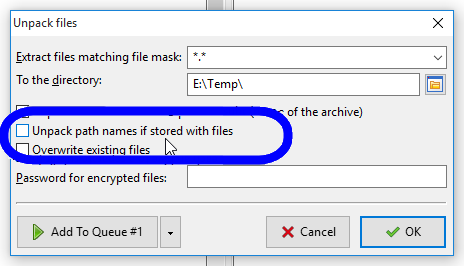 Unpack files
Extract files matching file mask:
*.*
To the directory:
E:\Temp\
of the archive)
Unpack path names if stored with files
Overwrite existing files
Password for encrypted files:
Add To Queue #1
Cancel
OK